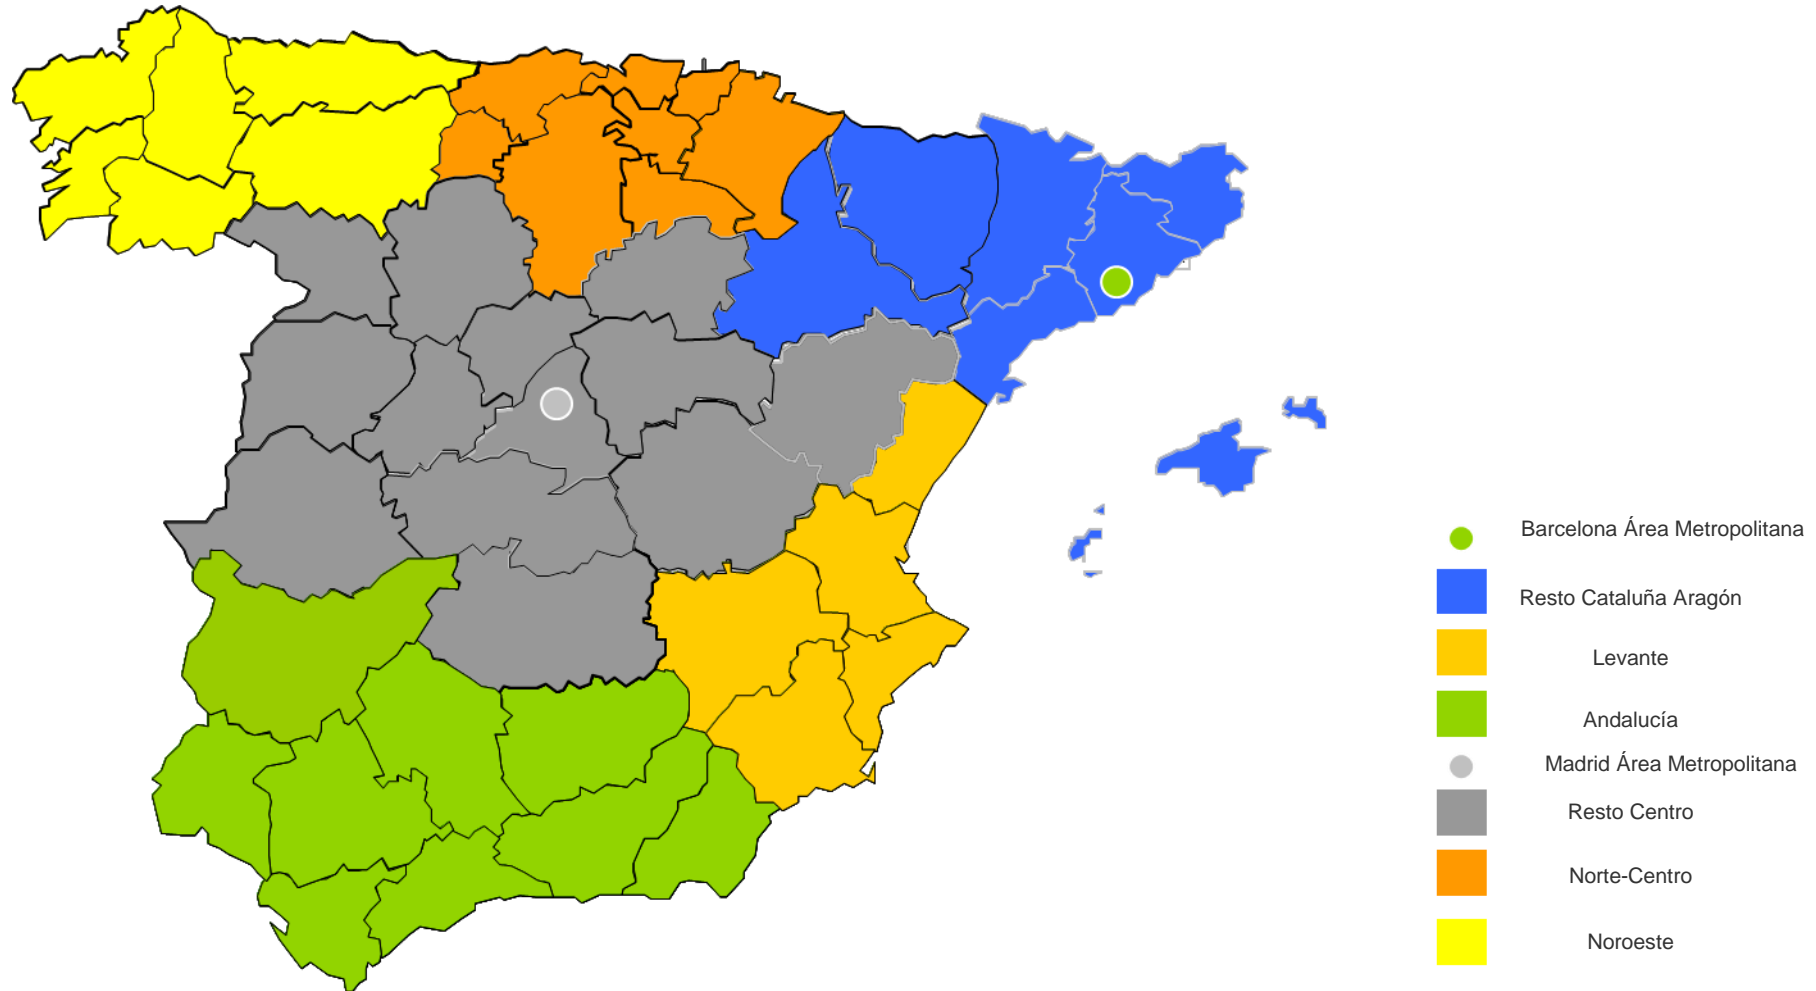 Barcelona Área Metropolitana
Resto Cataluña Aragón
Levante
Andalucía
Madrid Área Metropolitana
Resto Centro
Norte-Centro
Noroeste